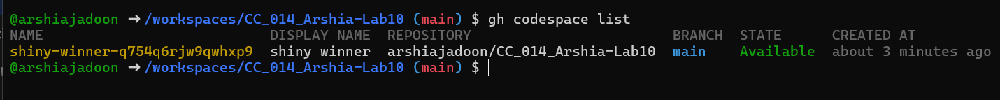 @arshiajadoon → /workspaces/CC_014_Arshia-Lab10 (main) $ gh codespace list
NAME DISPLAY NAME REPOSITORY BRANCH STATE CREATED AT
shiny-winner-q754q6rjw9qwhxp9 shiny winner arshiajadoon/CC_014_Arshia-Lab10 main Available about 3 minutes ago
@arshiajadoon → /workspaces/CC_014_Arshia-Lab10 (main) $